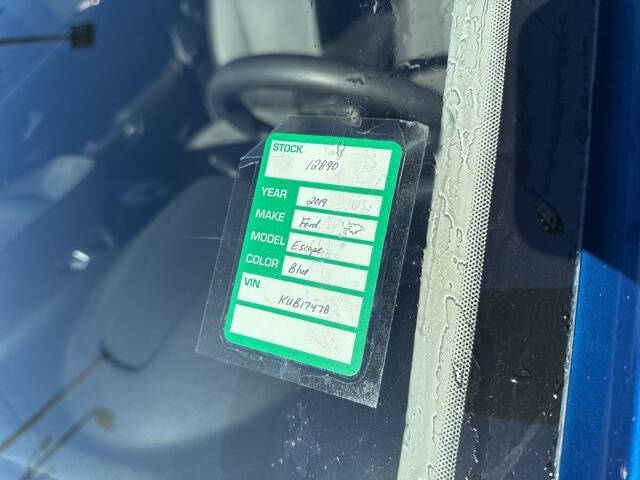 STOCK
12890
YEAR 2019
MAKE Ford
MODEL Escape
COLOR Blue
VIN
KUB17478